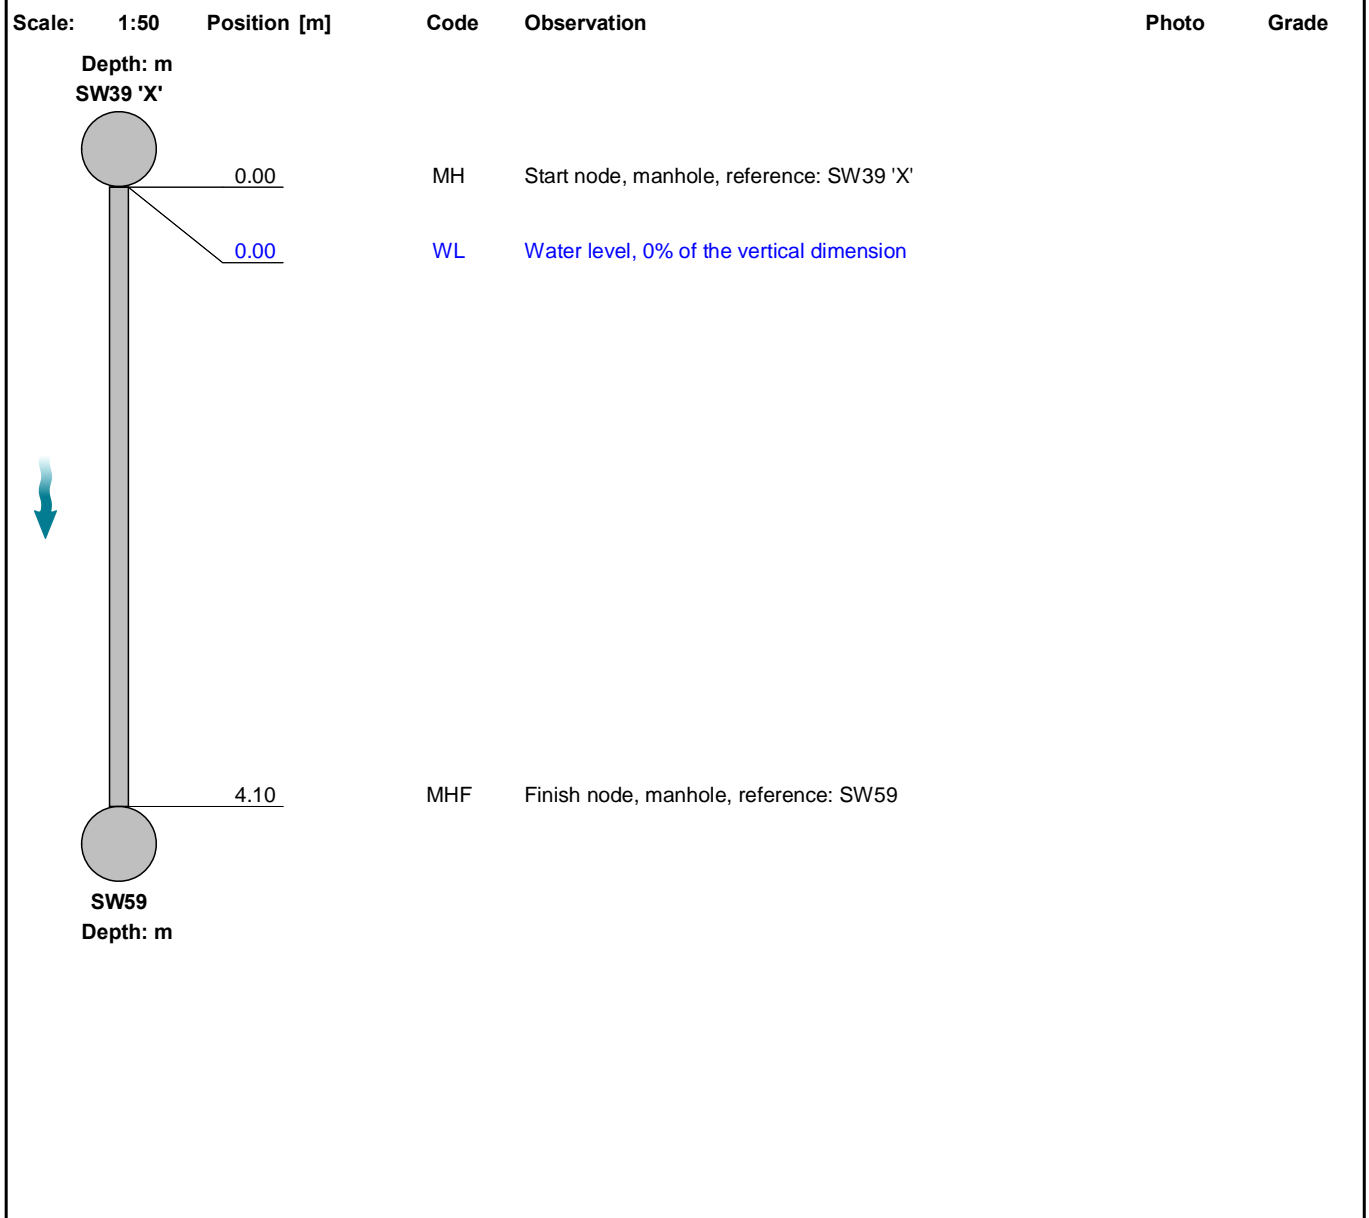 Scale: 1:50 Position [m] Code Observation Photo Grade
Depth: m
SW39 'X'
0.00 MH Start node, manhole, reference: SW39 'X'
0.00 WL Water level, 0% of the vertical dimension
4.10 MHF Finish node, manhole, reference: SW59
SW59
Depth: m